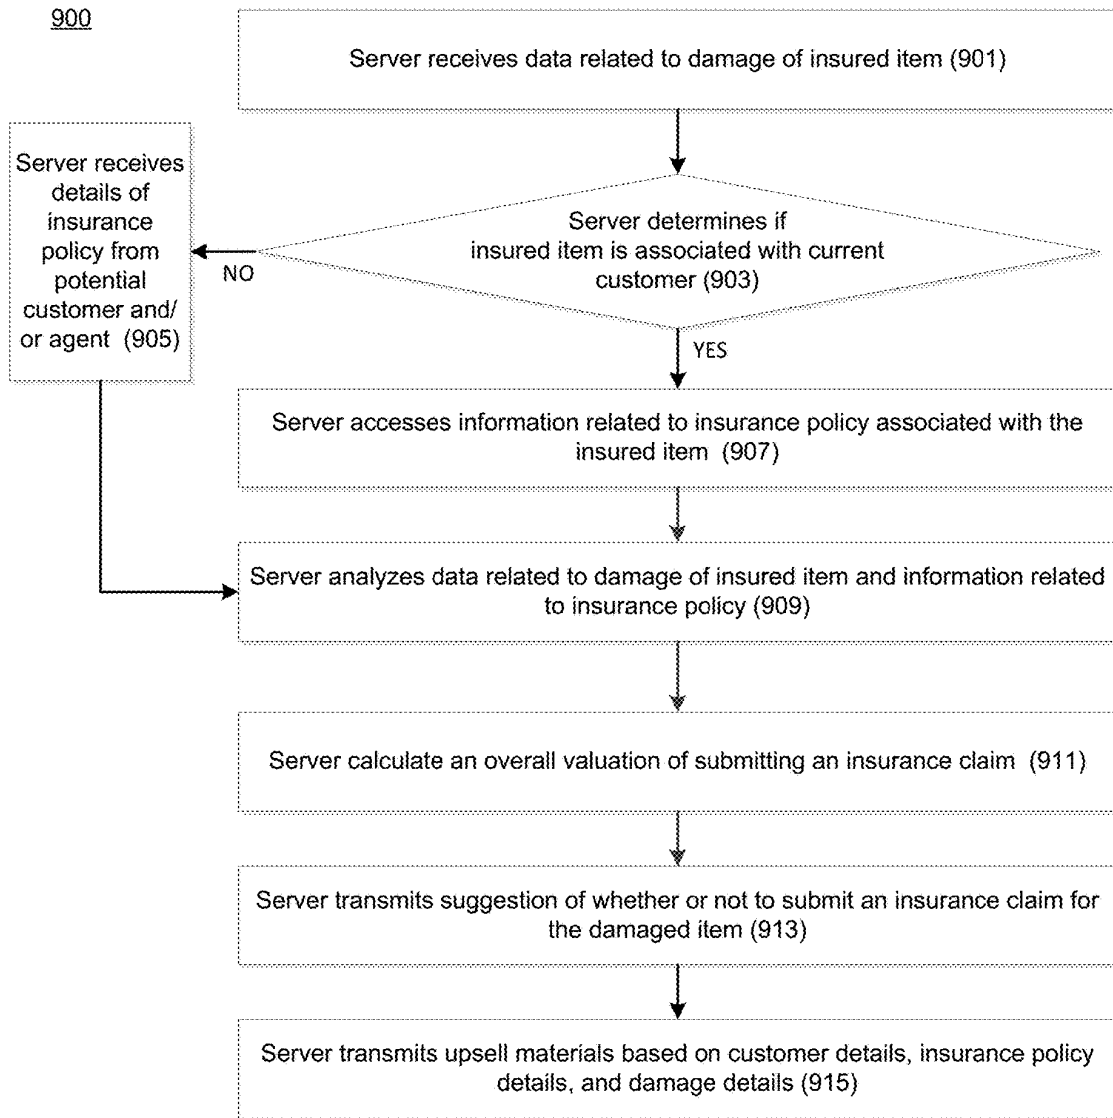 900
Server receives data related to damage of insured item (901)
Server receives
details of
insurance
policy from
potential
customer and/
or agent (905)
Server determines if
insured item is associated with current
customer (903)
NO
YES
Server accesses information related to insurance policy associated with the
insured item (907)
Server analyzes data related to damage of insured item and information related
to insurance policy (909)
Server calculate an overall valuation of submitting an insurance claim (911)
Server transmits suggestion of whether or not to submit an insurance claim for
the damaged item (913)
Server transmits upsell materials based on customer details, insurance policy
details, and damage details (915)